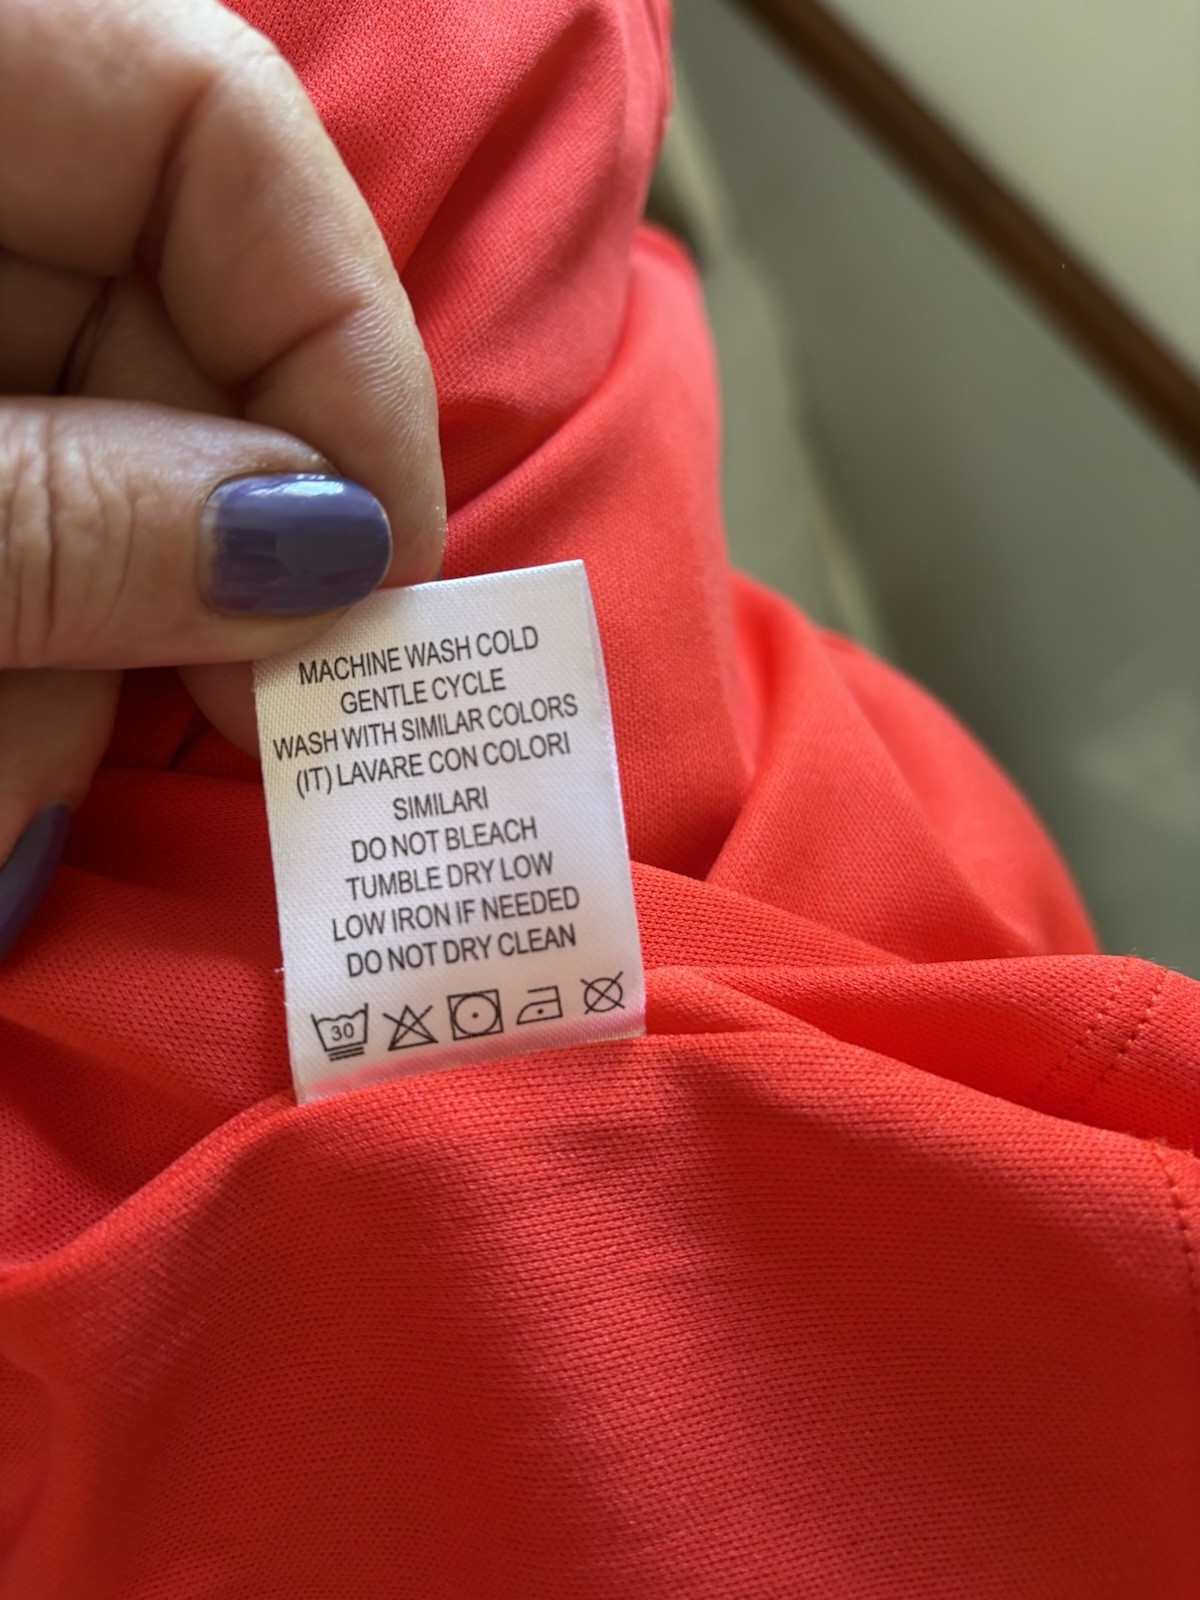 MACHINE WASH COLD
GENTLE CYCLE
WASH WITH SIMILAR COLORS
(IT) LAVARE CON COLORI
SIMILARI
DO NOT BLEACH
TUMBLE DRY LOW
LOW IRON IF NEEDED
DO NOT DRY CLEAN
30